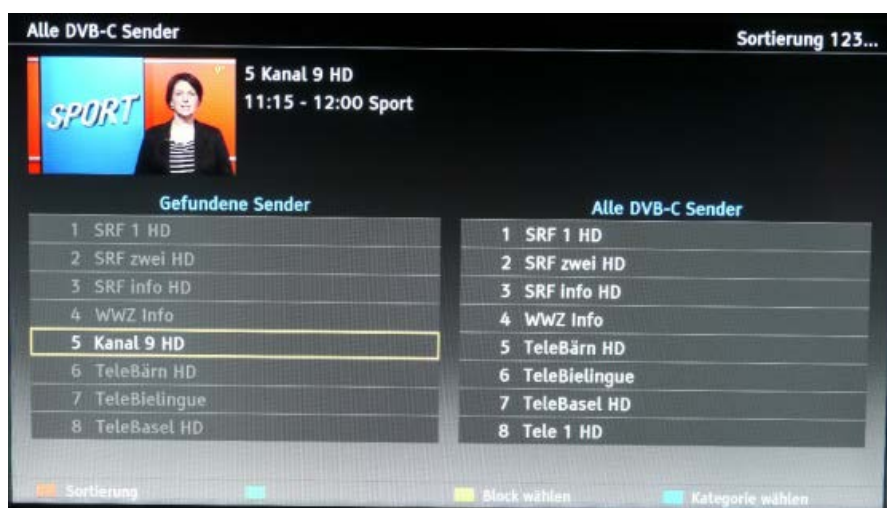 Alle DVB-C Sender
Sortierung 123...
SPORT
5 Kanal 9 HD
11:15 - 12:00 Sport
Gefundene Sender
1 SRF 1 HD
2 SRF zwei HD
3 SRF info HD
4 WWZ Info
5 Kanal 9 HD
6 TeleBärn HD
7 TeleBielingue
8 TeleBasel HD
Alle DVB-C Sender
1 SRF 1 HD
2 SRF zwei HD
3 SRF info HD
4 WWZ Info
5 TeleBärn HD
6 TeleBielingue
7 TeleBasel HD
8 Tele 1 HD
Sortierung
Block wählen
Kategorie wählen